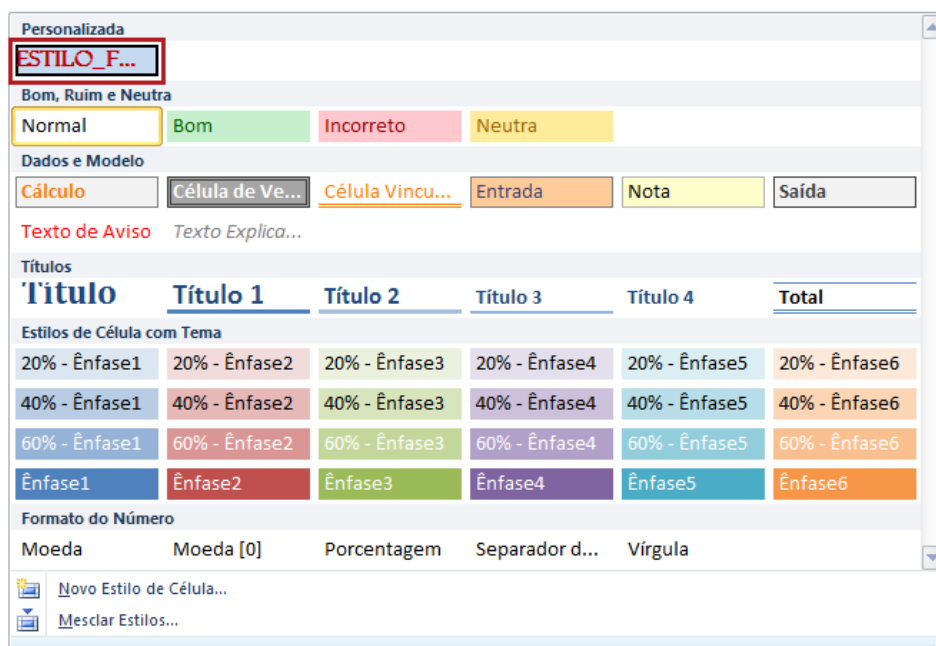 Personalizada
ESTILO_F...
Bom, Ruim e Neutra
Normal Bom Incorreto Neutra
Dados e Modelo
Cálculo Célula de Ve... Célula Vincu... Entrada Nota Saída
Texto de Aviso Texto Explica...
Títulos
Título Título 1 Título 2 Título 3 Título 4 Total
Estilos de Célula com Tema
20% - Ênfase1 20% - Ênfase2 20% - Ênfase3 20% - Ênfase4 20% - Ênfase5 20% - Ênfase6
40% - Ênfase1 40% - Ênfase2 40% - Ênfase3 40% - Ênfase4 40% - Ênfase5 40% - Ênfase6
60% - Ênfase1 60% - Ênfase2 60% - Ênfase3 60% - Ênfase4 60% - Ênfase5 60% - Ênfase6
Ênfase1 Ênfase2 Ênfase3 Ênfase4 Ênfase5 Ênfase6
Formato do Número
Moeda Moeda [0] Porcentagem Separador d... Vírgula
Novo Estilo de Célula...
Mesclar Estilos...